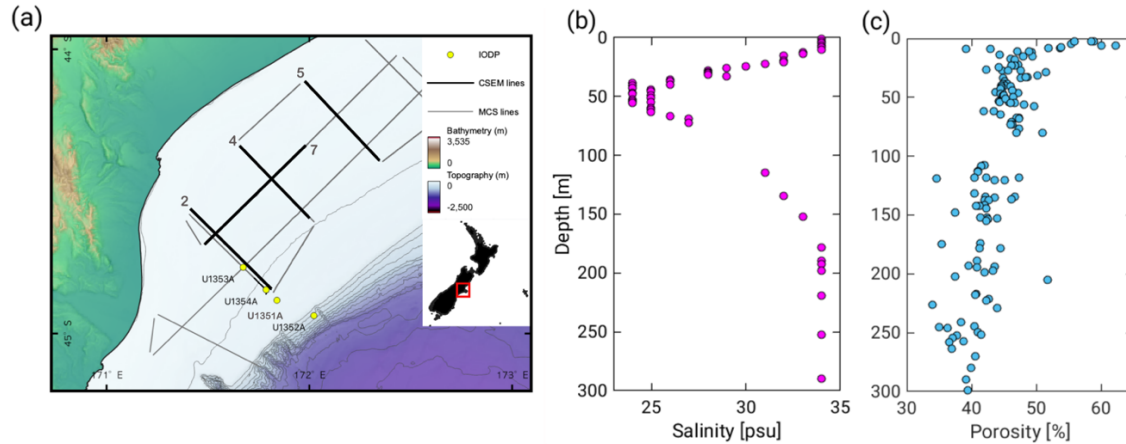 (a)
44° S
45° S
171° E
172° E
173° E
5
4
7
2
U1353A
U1354A
U1351A
U1352A
IODP
CSEM lines
MCS lines
Bathymetry (m)
3,535
0
Topography (m)
0
-2,500
(b)
0
50
100
150
200
250
300
Depth [m]
25
30
35
Salinity [psu]
(c)
0
50
100
150
200
250
300
30
40
50
60
Porosity [%]